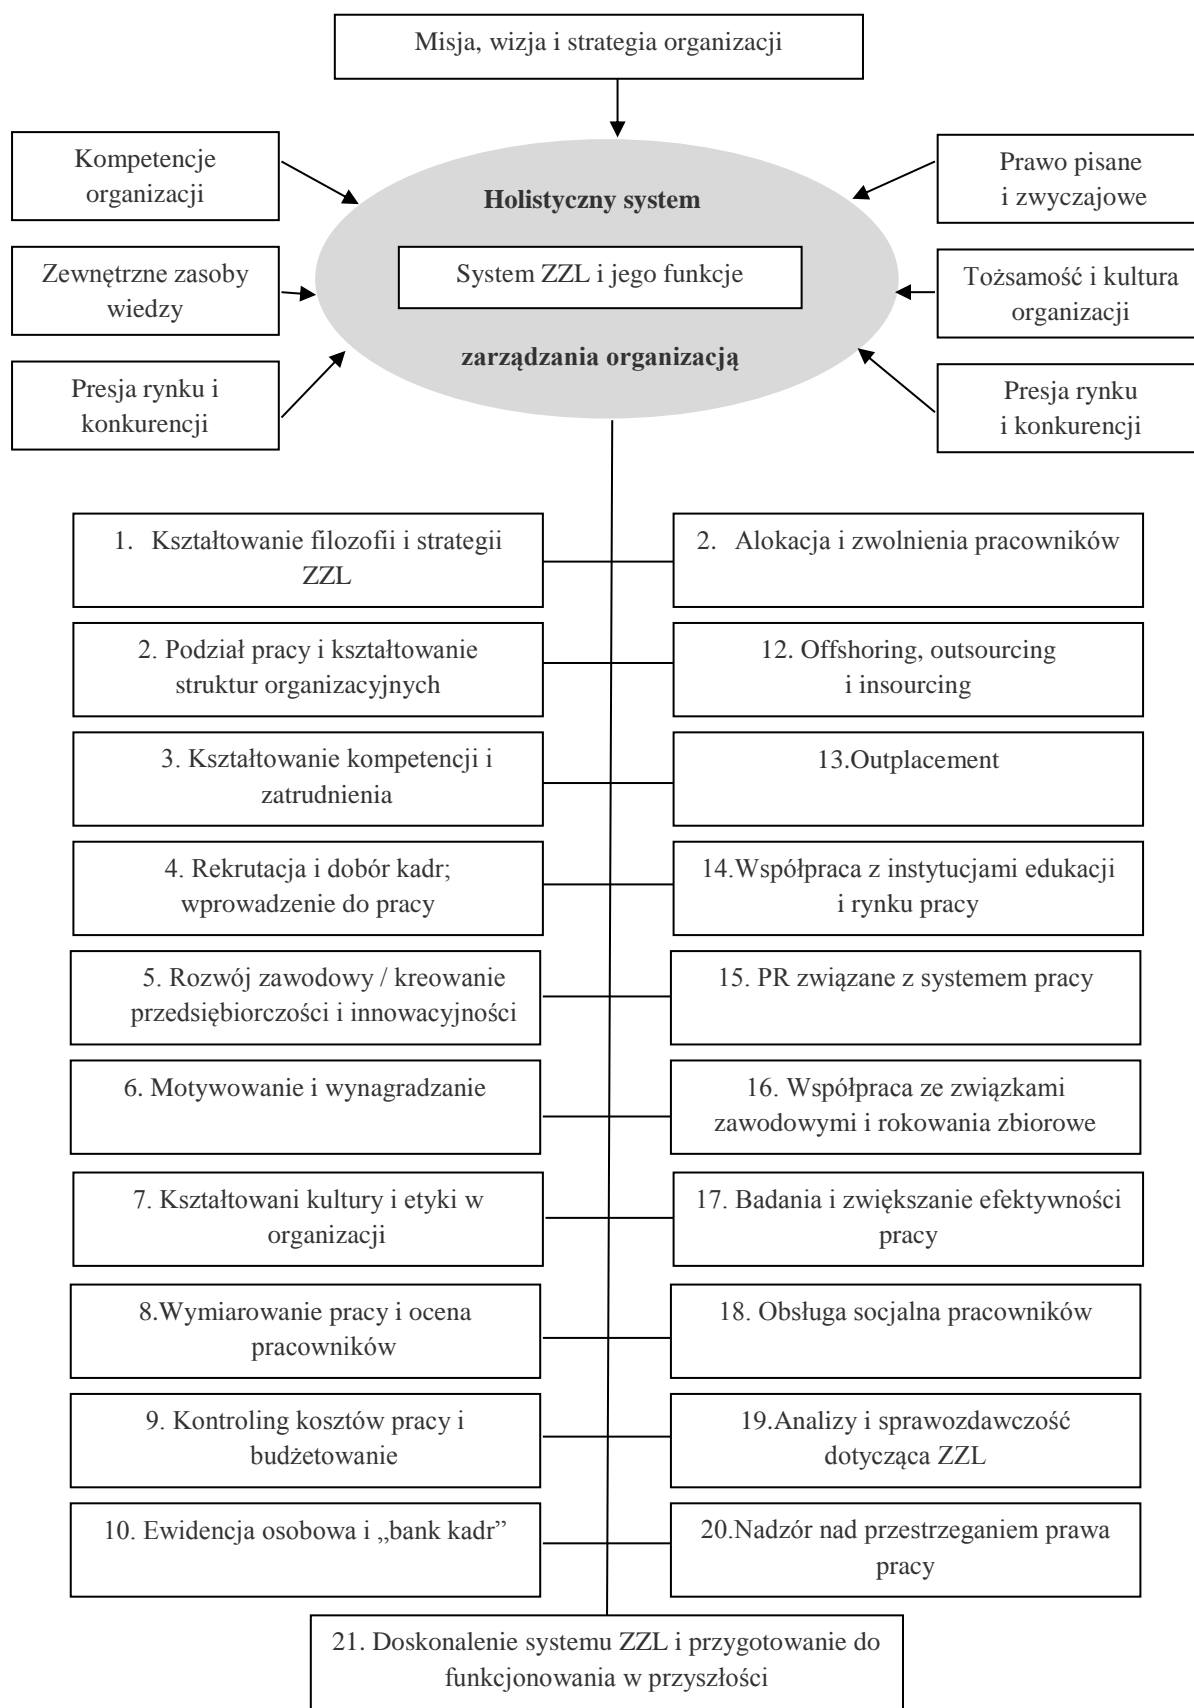 Misja, wizja i strategia organizacji
Kompetencje
organizacji
Prawo pisane
i zwyczajowe
Holistyczny system
Zewnętrzne zasoby
wiedzy
System ZZL i jego funkcje
Tożsamość i kultura
organizacji
zarządzania organizacją
Presja rynku i
konkurencji
Presja rynku
i konkurencji
1. Kształtowanie filozofii i strategii
ZZL
2. Alokacja i zwolnienia pracowników
2. Podział pracy i kształtowanie
struktur organizacyjnych
12. Offshoring, outsourcing
i insourcing
3. Kształtowanie kompetencji i
zatrudnienia
13.Outplacement
4. Rekrutacja i dobór kadr;
wprowadzenie do pracy
14.Współpraca z instytucjami edukacji
i rynku pracy
5. Rozwój zawodowy / kreowanie
przedsiębiorczości i innowacyjności
15. PR związane z systemem pracy
6. Motywowanie i wynagradzanie
16. Współpraca ze związkami
zawodowymi i rokowania zbiorowe
7. Kształtowani kultury i etyki w
organizacji
17. Badania i zwiększanie efektywności
pracy
8.Wymiarowanie pracy i ocena
pracowników
18. Obsługa socjalna pracowników
9. Kontroling kosztów pracy i
budżetowanie
19.Analizy i sprawozdawczość
dotycząca ZZL
10. Ewidencja osobowa i „bank kadr”
20.Nadzór nad przestrzeganiem prawa
pracy
21. Doskonalenie systemu ZZL i przygotowanie do
funkcjonowania w przyszłości